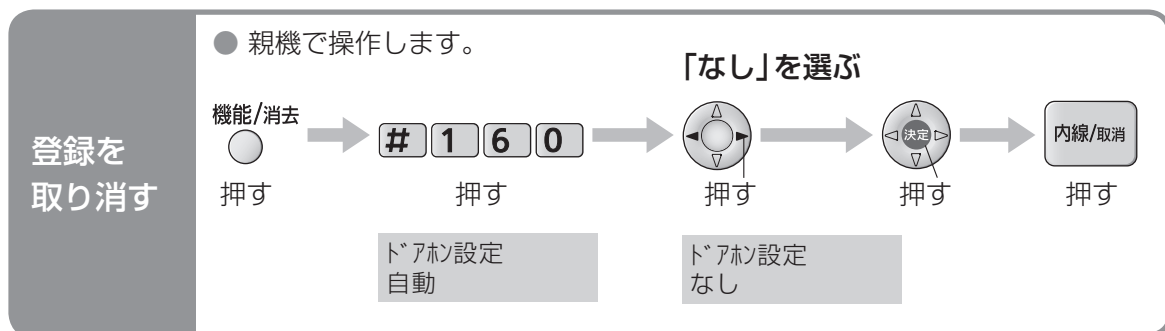 登録を
取り消す
● 親機で操作します。
「なし」を選ぶ
機能/消去
# 1 6 0
決定
内線/取消
押す
押す
押す
押す
押す
ﾄﾞｱﾎﾝ設定
自動
ﾄﾞｱﾎﾝ設定
なし